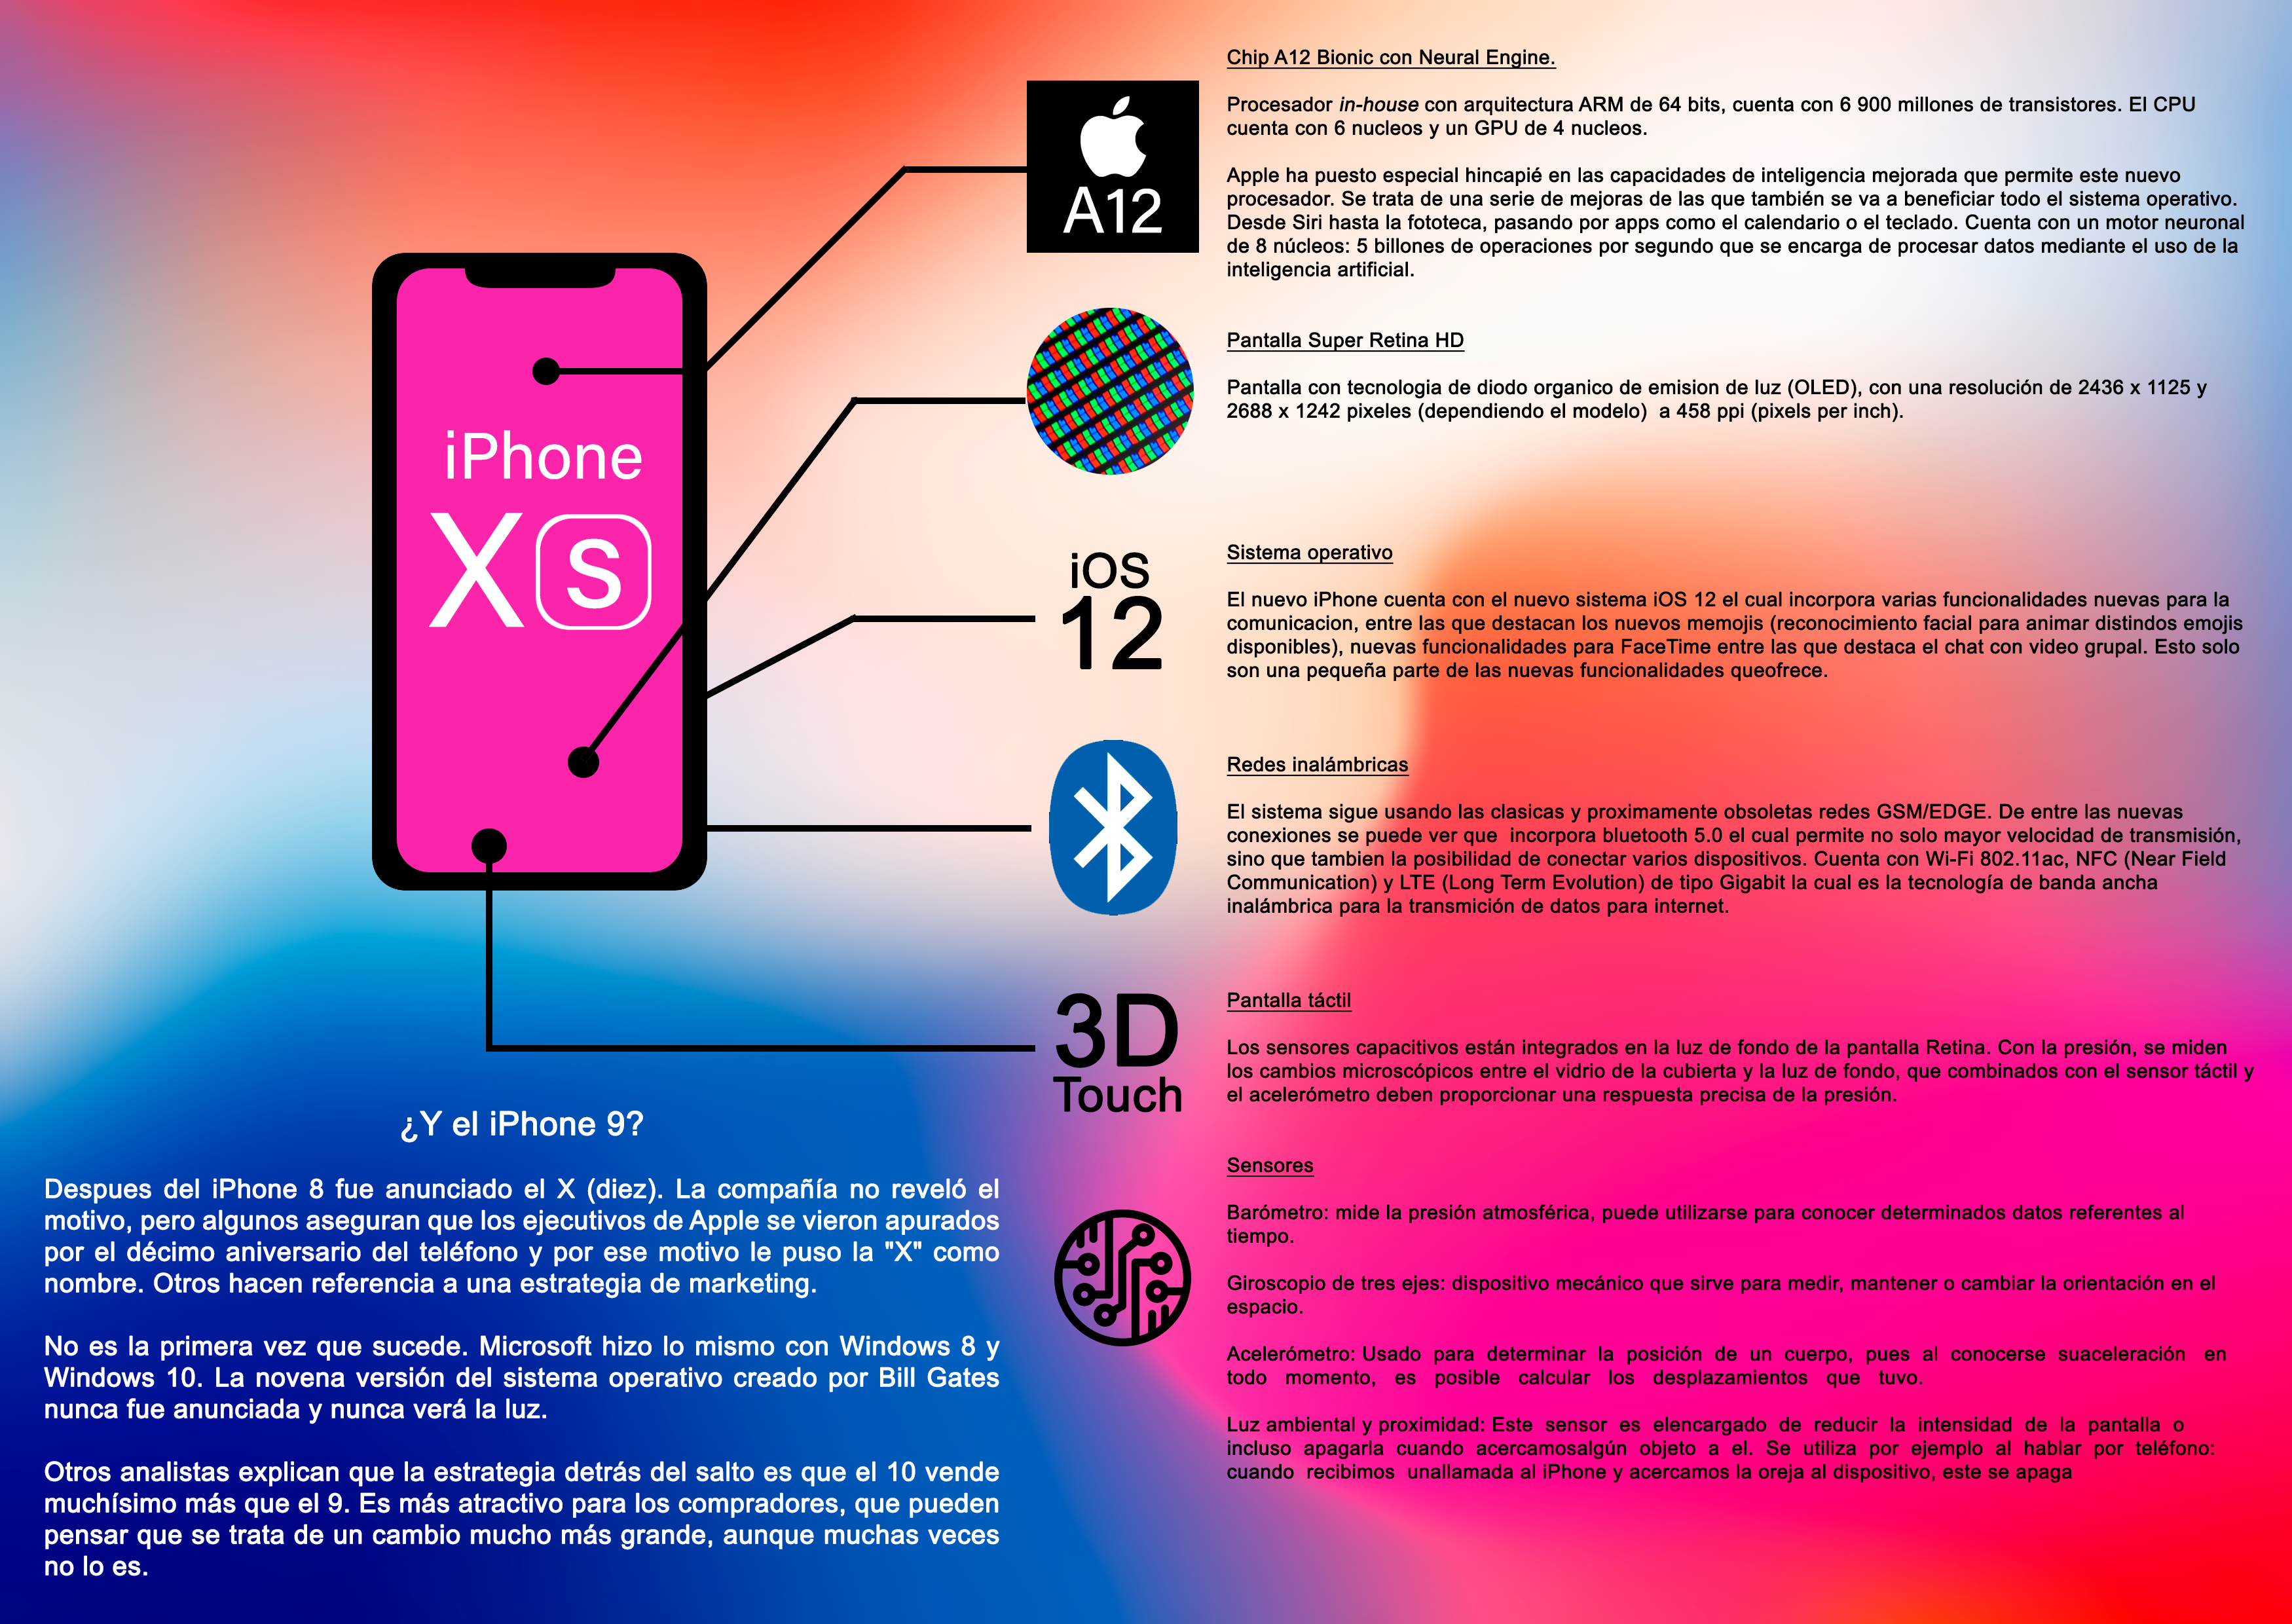 iPhone
XS
A12
Chip A12 Bionic con Neural Engine.
Procesador in-house con arquitectura ARM de 64 bits, cuenta con 6 900 millones de transistores. El CPU
cuenta con 6 nucleos y un GPU de 4 nucleos.
Apple ha puesto especial hincapié en las capacidades de inteligencia mejorada que permite este nuevo
procesador. Se trata de una serie de mejoras de las que también se va a beneficiar todo el sistema operativo.
Desde Siri hasta la fototeca, pasando por apps como el calendario o el teclado. Cuenta con un motor neuronal
de 8 núcleos: 5 billones de operaciones por segundo que se encarga de procesar datos mediante el uso de la
inteligencia artificial.
Pantalla Super Retina HD
Pantalla con tecnologia de diodo organico de emision de luz (OLED), con una resolución de 2436 x 1125 y
2688 x 1242 pixeles (dependiendo el modelo)  a 458 ppi (pixels per inch).
iOS
12
Sistema operativo
El nuevo iPhone cuenta con el nuevo sistema iOS 12 el cual incorpora varias funcionalidades nuevas para la
comunicacion, entre las que destacan los nuevos memojis (reconocimiento facial para animar distindos emojis
disponibles), nuevas funcionalidades para FaceTime entre las que destaca el chat con video grupal. Esto solo
son una pequeña parte de las nuevas funcionalidades queofrece.
Redes inalámbricas
El sistema sigue usando las clasicas y proximamente obsoletas redes GSM/EDGE. De entre las nuevas
conexiones se puede ver que  incorpora bluetooth 5.0 el cual permite no solo mayor velocidad de transmisión,
sino que tambien la posibilidad de conectar varios dispositivos. Cuenta con Wi-Fi 802.11ac, NFC (Near Field
Communication) y LTE (Long Term Evolution) de tipo Gigabit la cual es la tecnología de banda ancha
inalámbrica para la transmición de datos para internet.
3D
Touch
Pantalla táctil
Los sensores capacitivos están integrados en la luz de fondo de la pantalla Retina. Con la presión, se miden
los cambios microscópicos entre el vidrio de la cubierta y la luz de fondo, que combinados con el sensor táctil y
el acelerómetro deben proporcionar una respuesta precisa de la presión.
Sensores
Barómetro: mide la presión atmosférica, puede utilizarse para conocer determinados datos referentes al
tiempo.
Giroscopio de tres ejes: dispositivo mecánico que sirve para medir, mantener o cambiar la orientación en el
espacio.
Acelerómetro: Usado para determinar la posición de un cuerpo, pues al conocerse suaceleración en
todo momento, es posible calcular los desplazamientos que tuvo.
Luz ambiental y proximidad: Este sensor es elencargado de reducir la intensidad de la pantalla o
incluso apagarla cuando acercamosalgún objeto a el. Se utiliza por ejemplo al hablar por teléfono:
cuando recibimos unallamada al iPhone y acercamos la oreja al dispositivo, este se apaga
¿Y el iPhone 9?
Despues del iPhone 8 fue anunciado el X (diez). La compañía no reveló el
motivo, pero algunos aseguran que los ejecutivos de Apple se vieron apurados
por el décimo aniversario del teléfono y por ese motivo le puso la "X" como
nombre. Otros hacen referencia a una estrategia de marketing.
No es la primera vez que sucede. Microsoft hizo lo mismo con Windows 8 y
Windows 10. La novena versión del sistema operativo creado por Bill Gates
nunca fue anunciada y nunca verá la luz.
Otros analistas explican que la estrategia detrás del salto es que el 10 vende
muchísimo más que el 9. Es más atractivo para los compradores, que pueden
pensar que se trata de un cambio mucho más grande, aunque muchas veces
no lo es.